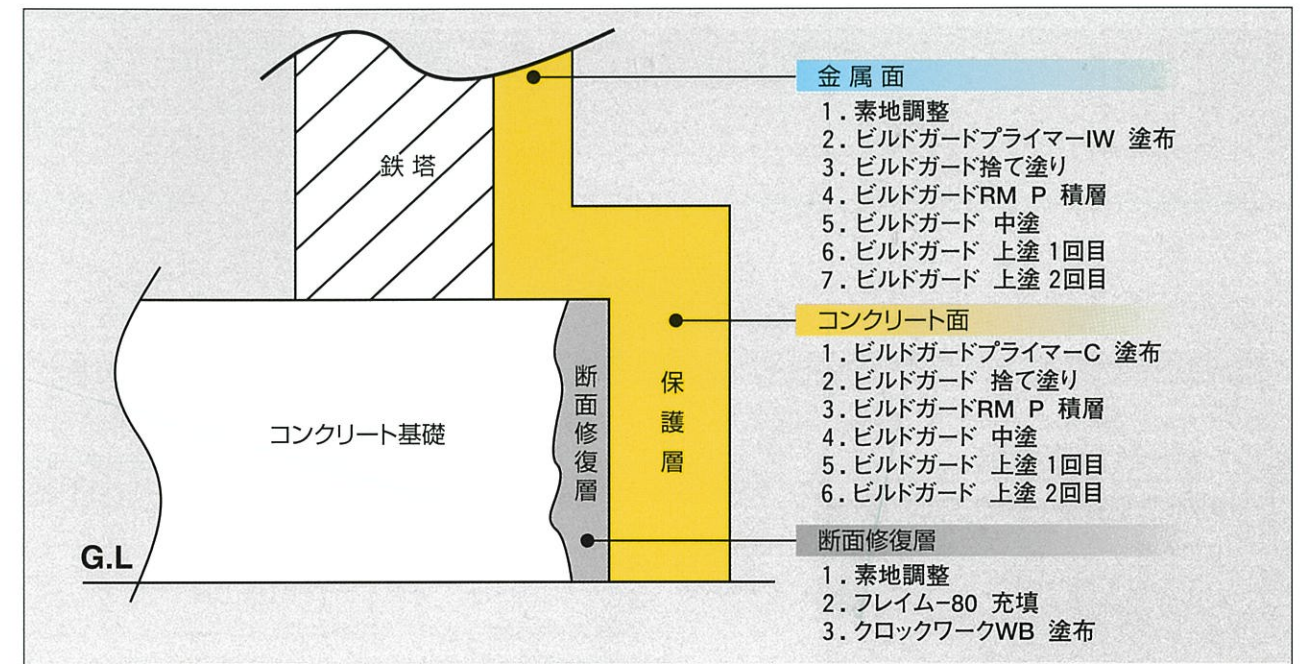 鉄塔
コンクリート基礎
断面修復層
保護層
G.L
金属面
1．素地調整
2．ビルドガードプライマーIW 塗布
3．ビルドガード捨て塗り
4．ビルドガードRM P 積層
5．ビルドガード 中塗
6．ビルドガード 上塗 1回目
7．ビルドガード 上塗 2回目
コンクリート面
1．ビルドガードプライマーC 塗布
2．ビルドガード 捨て塗り
3．ビルドガードRM P 積層
4．ビルドガード 中塗
5．ビルドガード 上塗 1回目
6．ビルドガード 上塗 2回目
断面修復層
1．素地調整
2．フレイム-80 充填
3．クロックワークWB 塗布